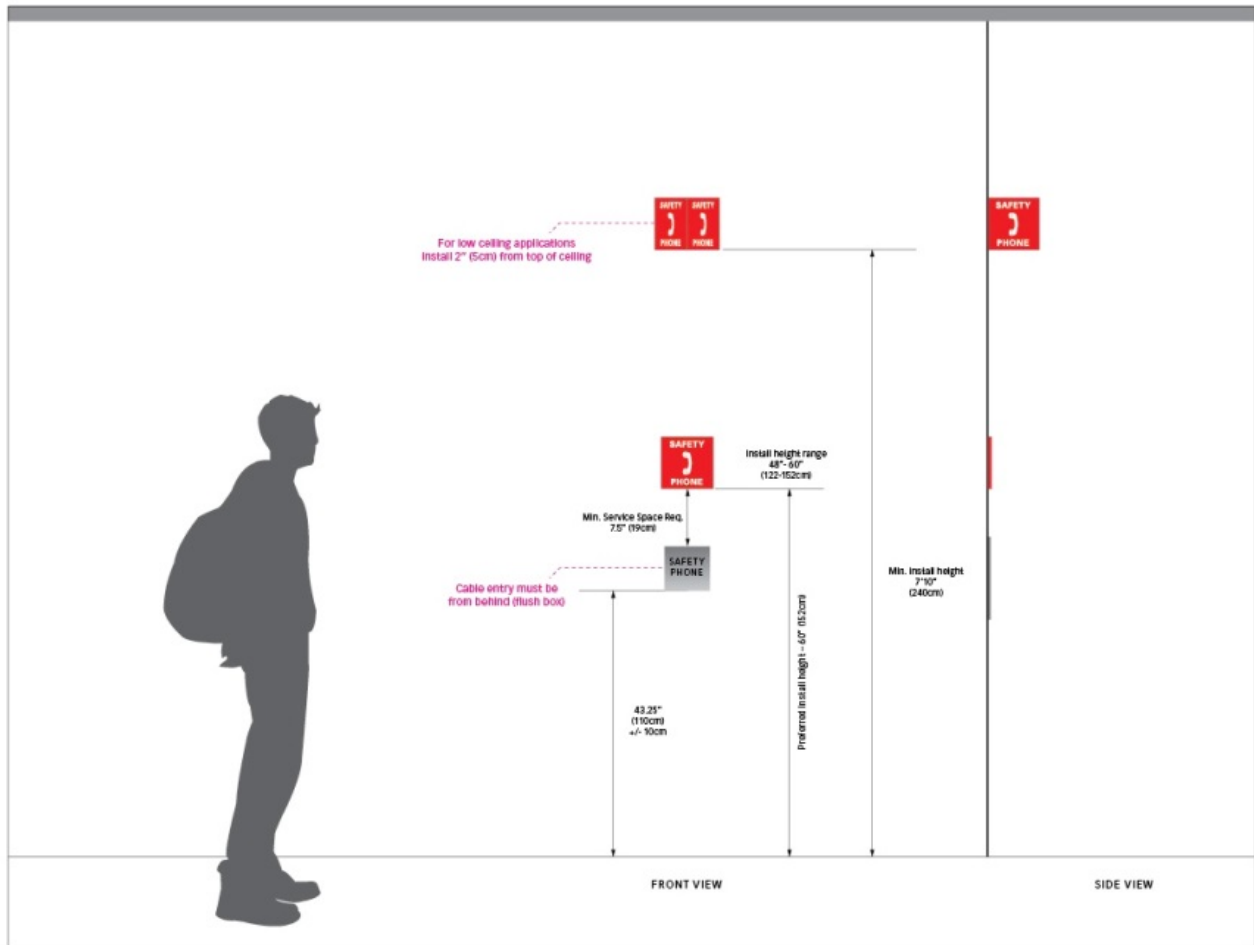 SAFETY SAFETY
PHONE PHONE
SAFETY
PHONE
For low ceiling applications
install 2" (5cm) from top of ceiling
SAFETY
PHONE
Install height range
48"- 60"
(122-152cm)
Min. Service Space Req.
7.5" (19cm)
SAFETY
PHONE
Cable entry must be
from behind (flush box)
Min. install height
7'10"
(240cm)
Preferred install height – 60" (152cm)
43.25"
(110cm)
+/- 10cm
FRONT VIEW
SIDE VIEW